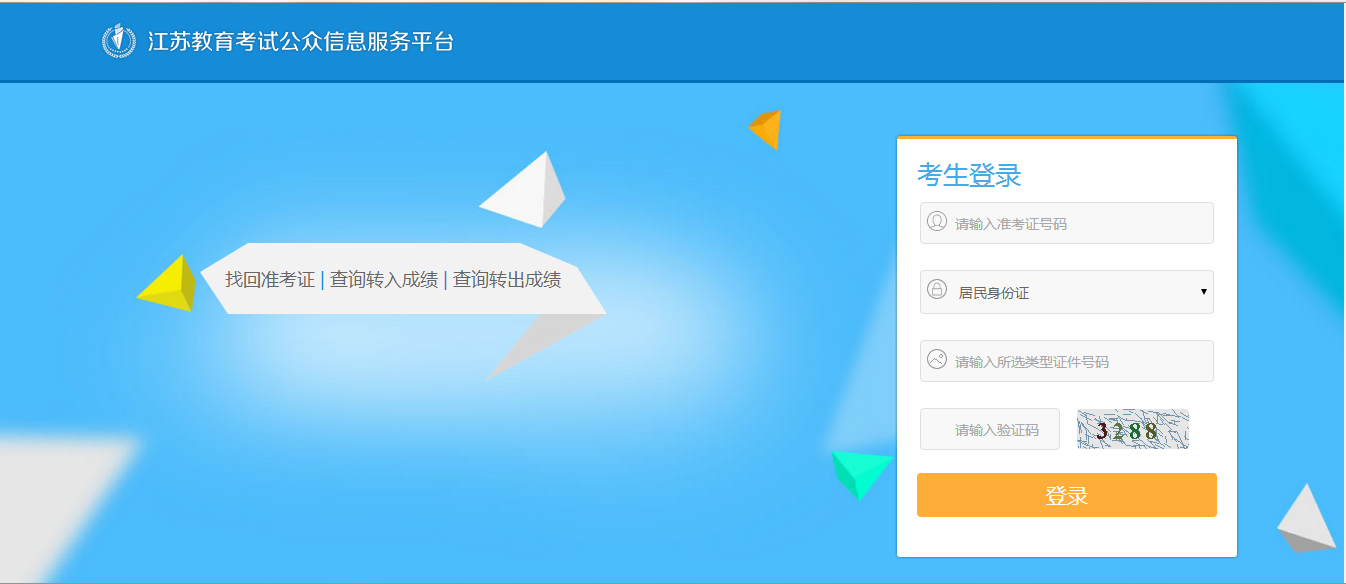 江苏教育考试公众信息服务平台
找回准考证 | 查询转入成绩 | 查询转出成绩
考生登录
请输入准考证号码
居民身份证
请输入所选类型证件号码
请输入验证码
3288
登录